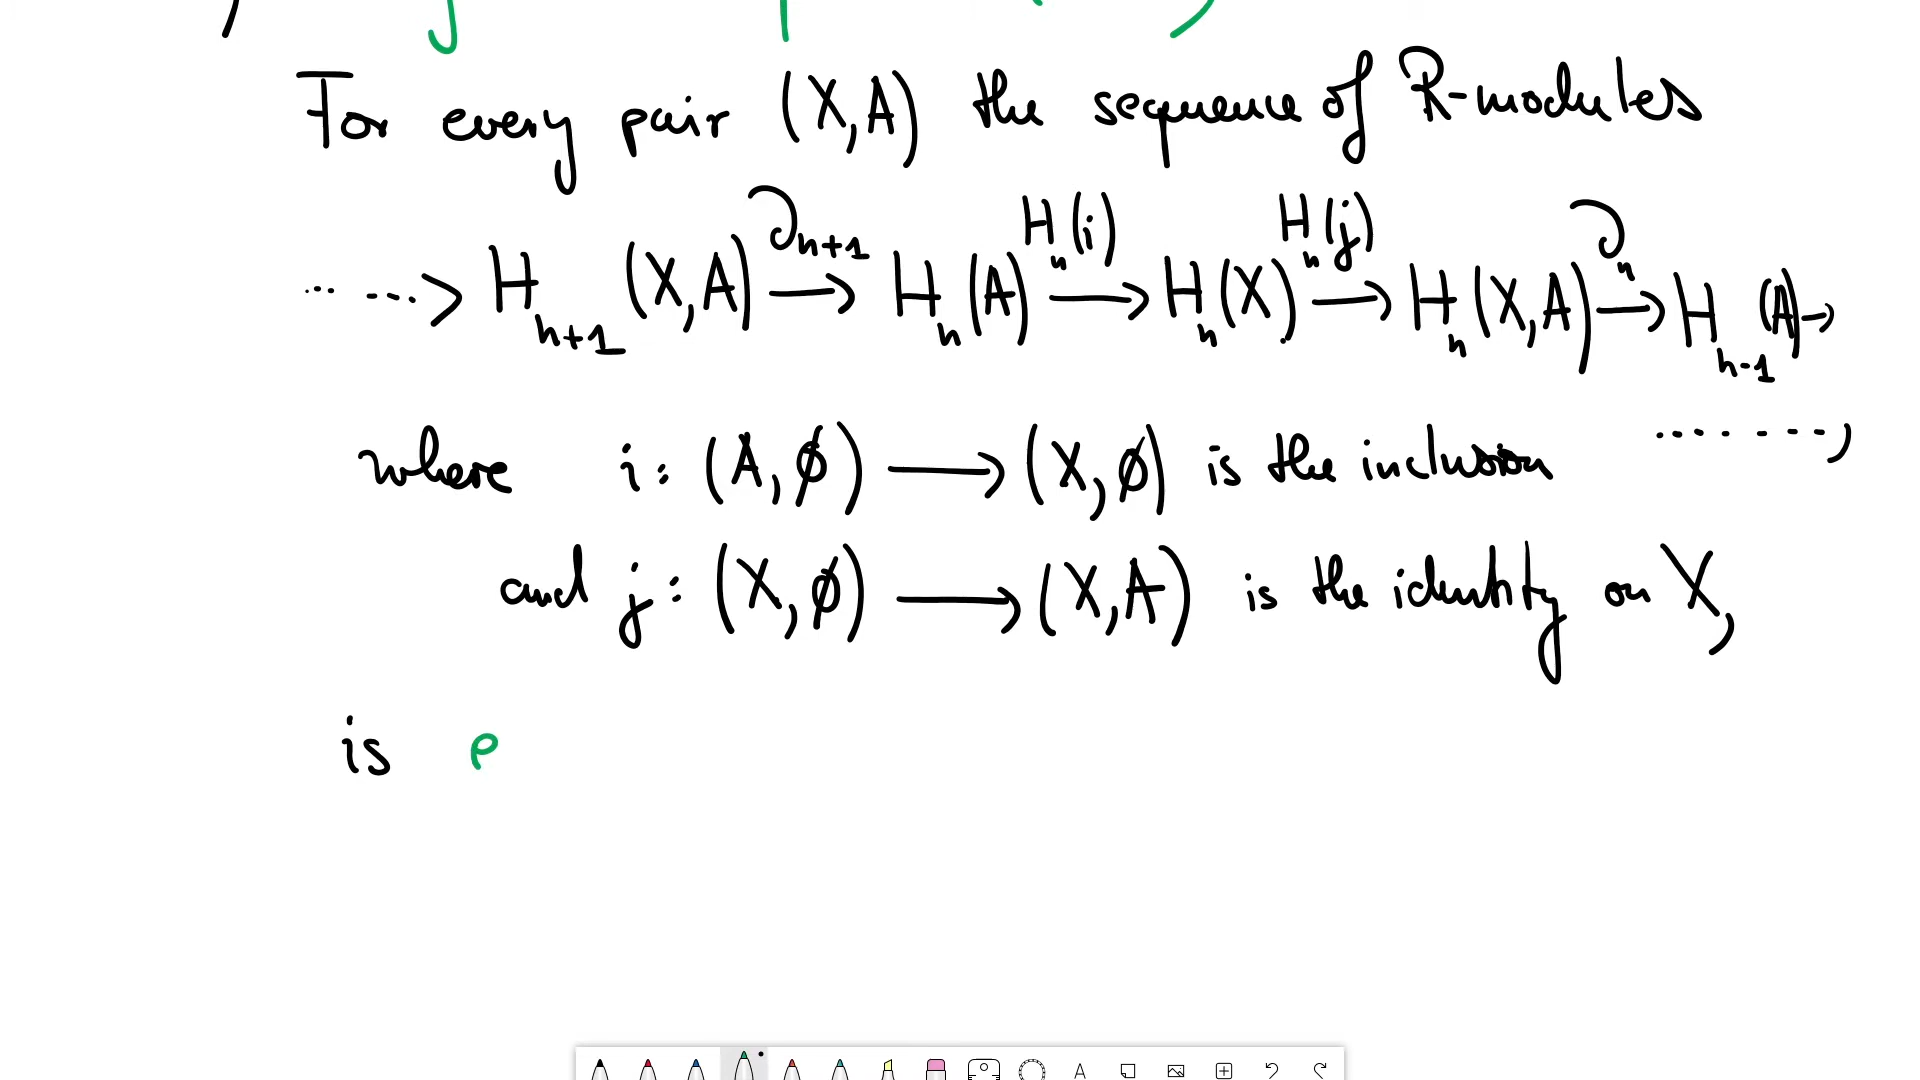 For every pair (X,A) the sequence of R-modules
····> H_{n+1}(X,A) →^{∂_{n+1}} H_n(A) →^{H_n(i)} H_n(X) →^{H_n(j)} H_n(X,A) →^{∂_n} H_{n-1}(A) →
·······,
where i: (A,∅) ⟶ (X,∅) is the inclusion
and j: (X,∅) ⟶ (X,A) is the identity on X,
is e